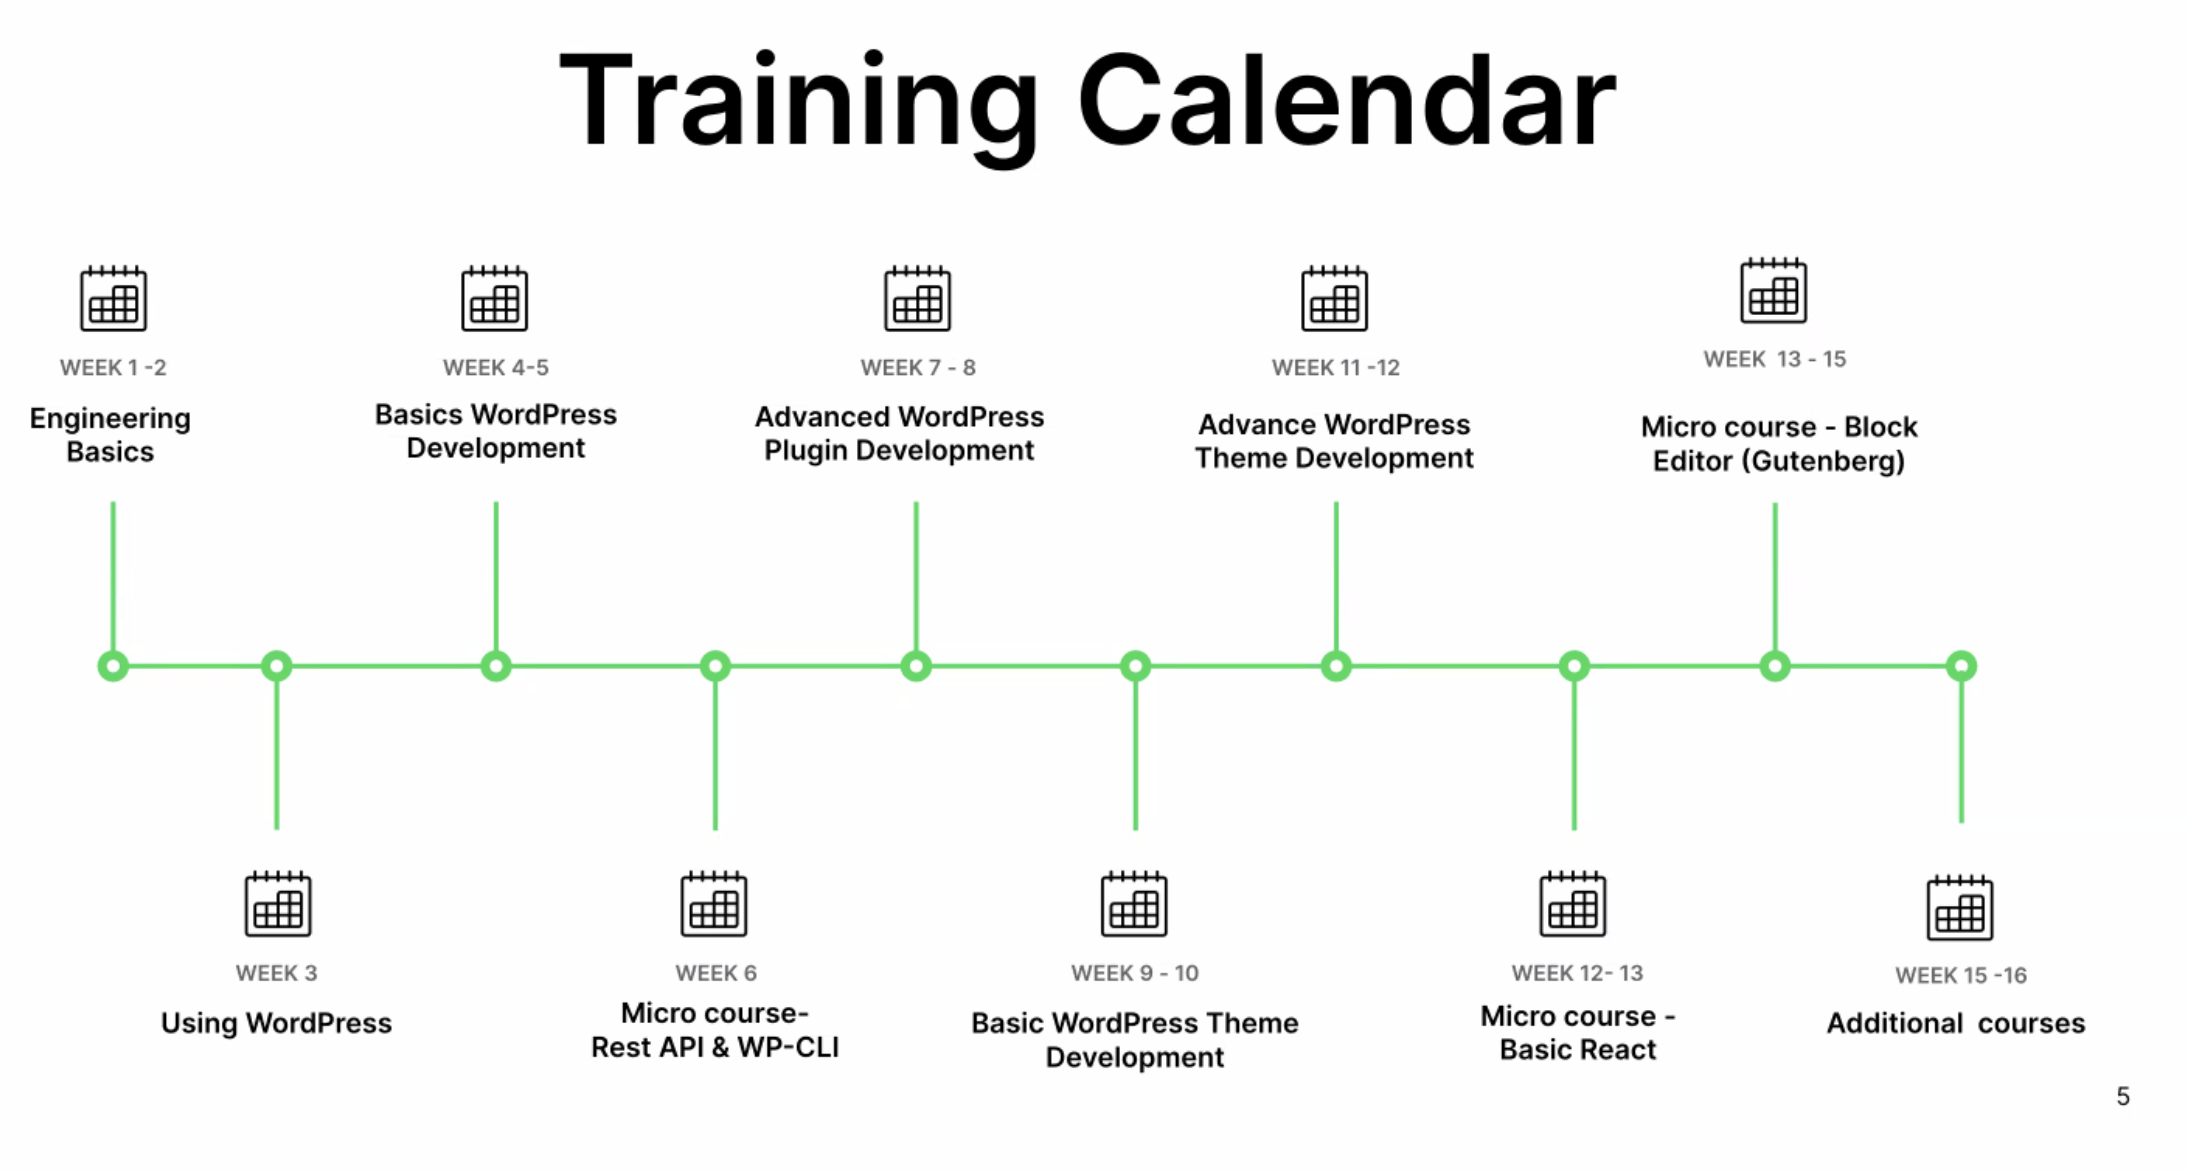 Training Calendar
WEEK 1 -2
Engineering
Basics
WEEK 3
Using WordPress
WEEK 4-5
Basics WordPress
Development
WEEK 6
Micro course-
Rest API & WP-CLI
WEEK 7 - 8
Advanced WordPress
Plugin Development
WEEK 9 - 10
Basic WordPress Theme
Development
WEEK 11 -12
Advance WordPress
Theme Development
WEEK 12- 13
Micro course -
Basic React
WEEK  13 - 15
Micro course - Block
Editor (Gutenberg)
WEEK 15 -16
Additional  courses
5